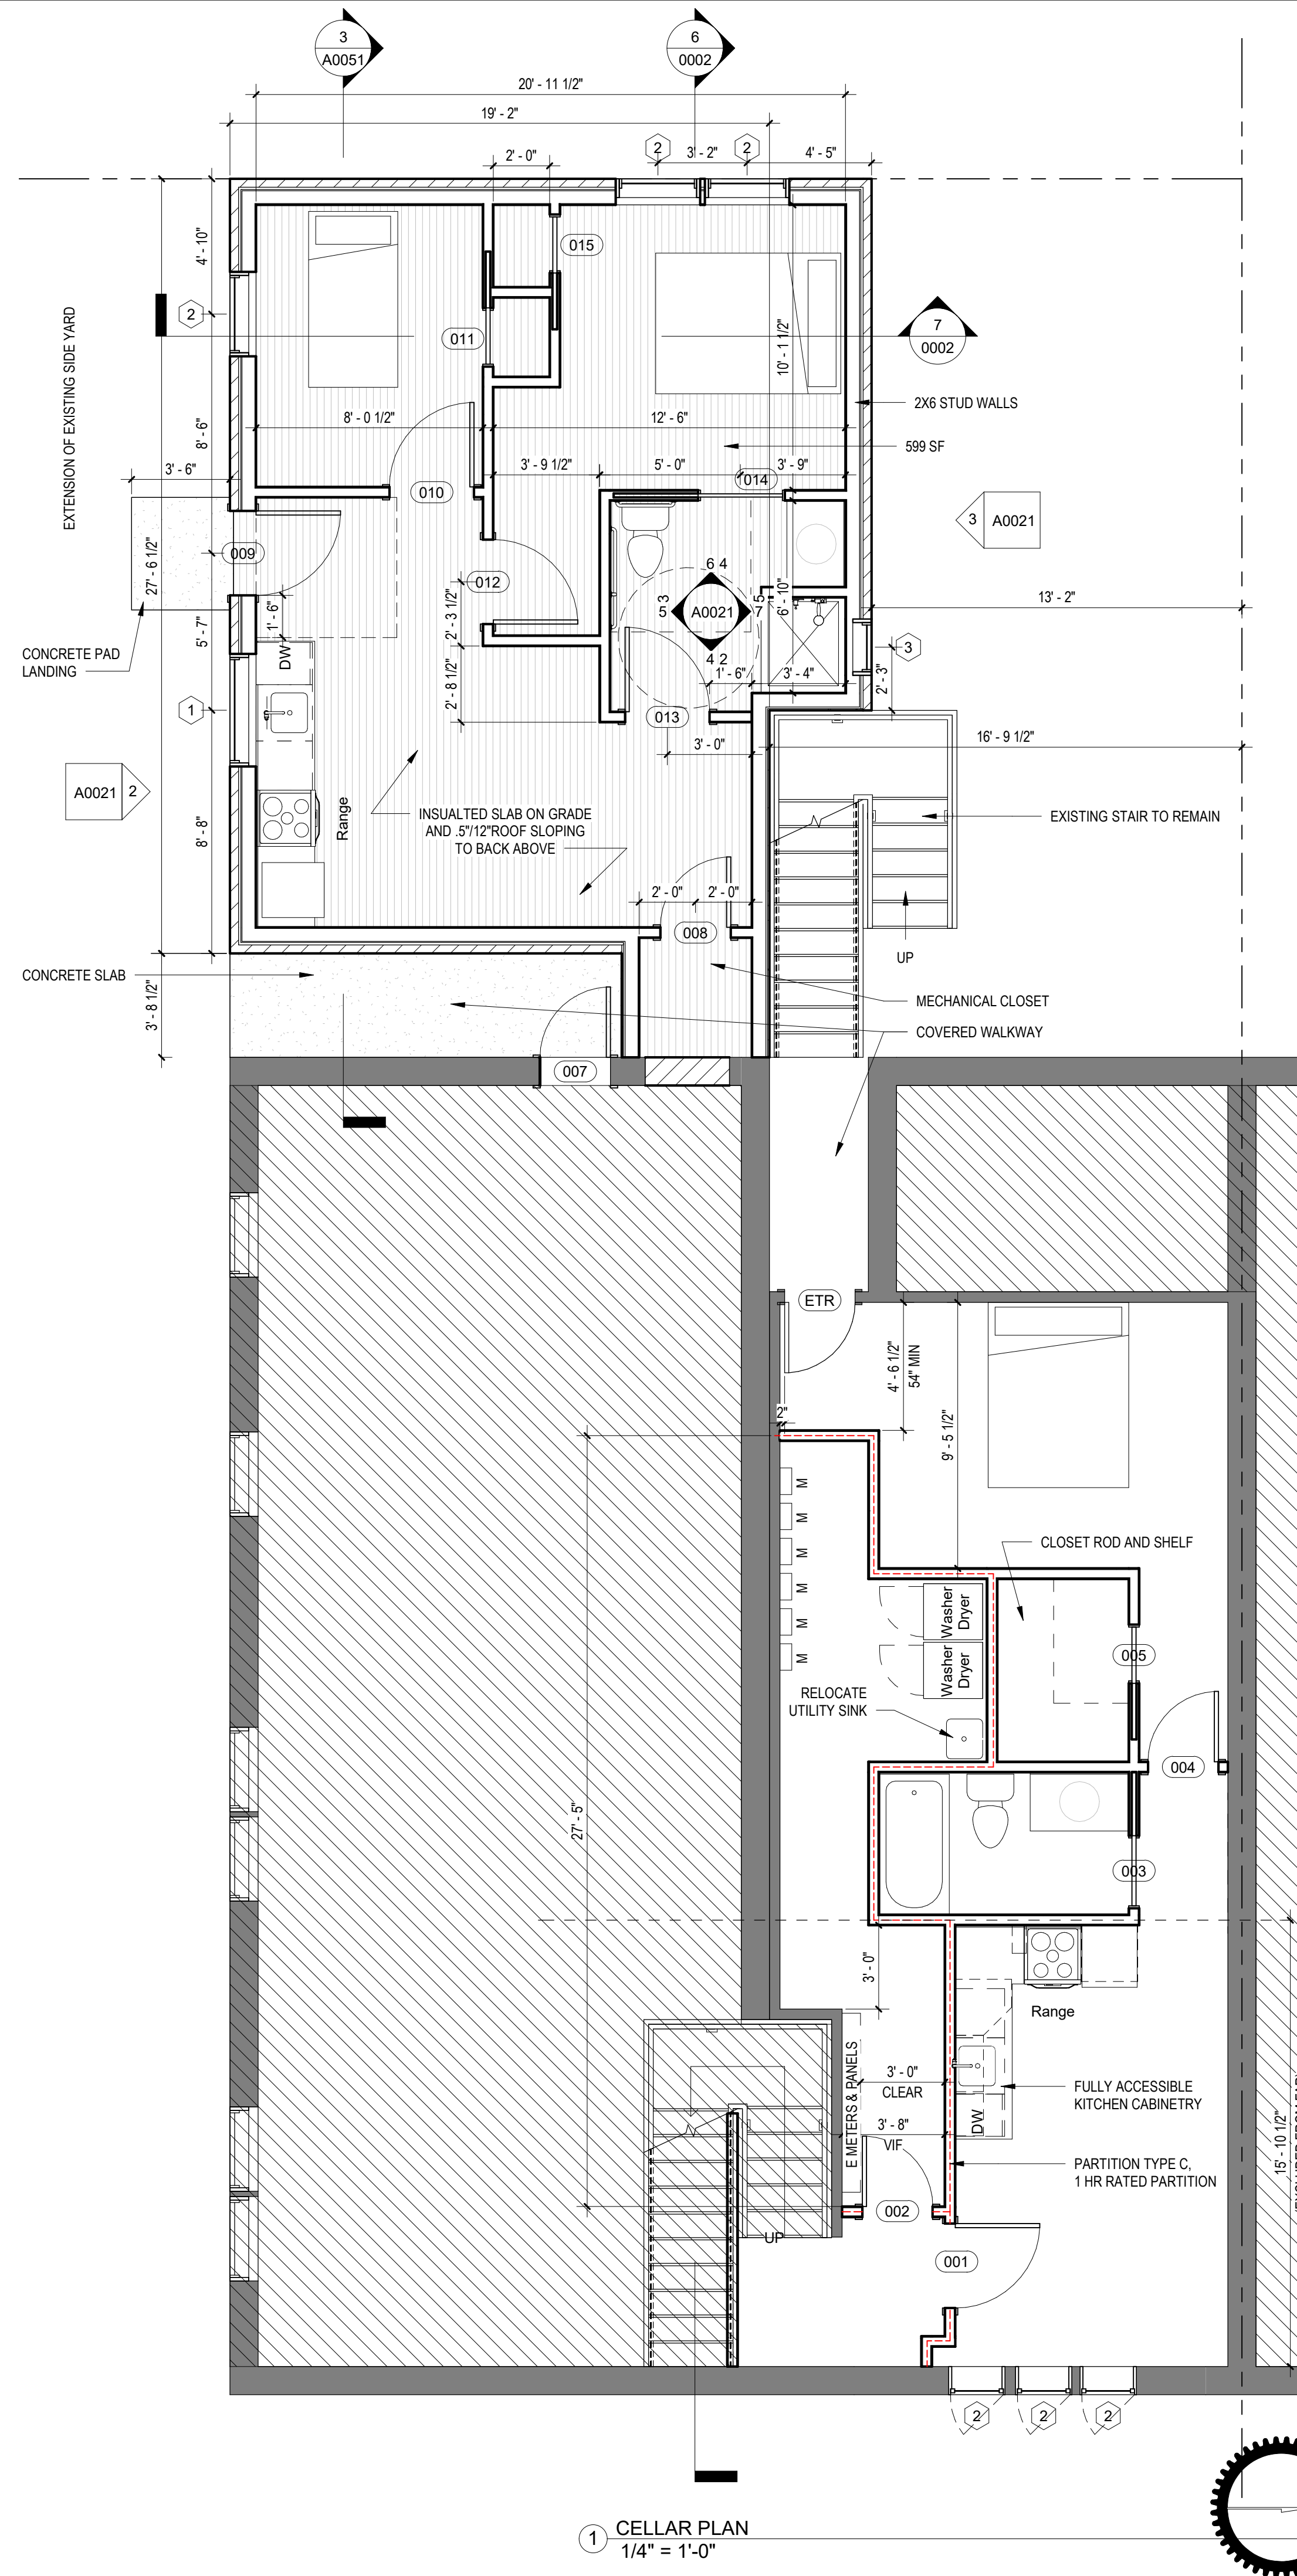 3
A0051
6
0002
20' - 11 1/2"
19' - 2"
2
3' - 2"
2
4' - 5"
2' - 0"
4' - 10"
015
EXTENSION OF EXISTING SIDE YARD
2
011
10' - 1 1/2"
7
0002
2X6 STUD WALLS
8' - 6"
8' - 0 1/2"
12' - 6"
599 SF
3' - 6"
3' - 9 1/2"
5' - 0"
3' - 9"
014
010
3
A0021
009
27' - 6 1/2"
012
6 4
3
5
A0021
5
7
4 2
6' - 10"
13' - 2"
1' - 6"
5' - 7"
2' - 3 1/2"
CONCRETE PAD
LANDING
DW
3
2' - 3"
1' - 6"
3' - 4"
2' - 8 1/2"
1
013
3' - 0"
16' - 9 1/2"
A0021
2
Range
INSUALTED SLAB ON GRADE
AND .5"/12"ROOF SLOPING
TO BACK ABOVE
EXISTING STAIR TO REMAIN
8' - 8"
2' - 0"
2' - 0"
008
UP
CONCRETE SLAB
3' - 8 1/2"
MECHANICAL CLOSET
COVERED WALKWAY
007
ETR
4' - 6 1/2"
54" MIN
9' - 5 1/2"
2"
M
M
M
M
M
M
CLOSET ROD AND SHELF
Washer
Dryer
Washer
Dryer
005
RELOCATE
UTILITY SINK
004
27' - 5"
003
3' - 0"
Range
E METERS & PANELS
3' - 0"
CLEAR
FULLY ACCESSIBLE
KITCHEN CABINETRY
DW
3' - 8"
VIF
15' - 10 1/2"
PARTITION TYPE C,
1 HR RATED PARTITION
002
UP
001
2
2
2
1
CELLAR PLAN
1/4" = 1'-0"